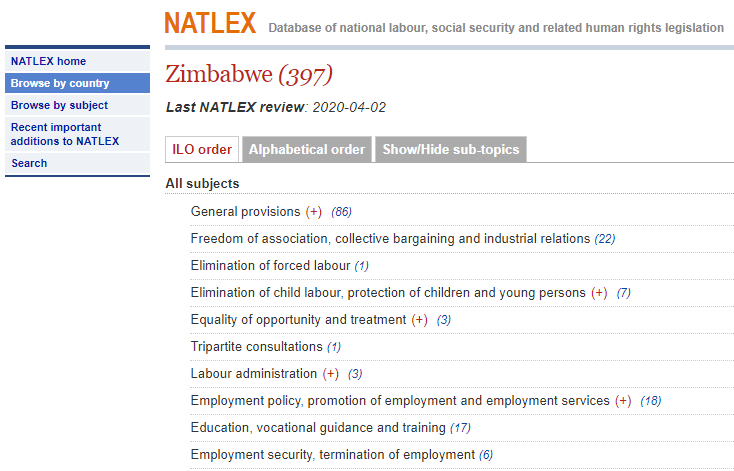 NATLEX Database of national labour, social security and related human rights legislation
NATLEX home
Browse by country
Browse by subject
Recent important
additions to NATLEX
Search
Zimbabwe (397)
Last NATLEX review: 2020-04-02
ILO order
Alphabetical order
Show/Hide sub-topics
All subjects
General provisions (+) (86)
Freedom of association, collective bargaining and industrial relations (22)
Elimination of forced labour (1)
Elimination of child labour, protection of children and young persons (+) (7)
Equality of opportunity and treatment (+) (3)
Tripartite consultations (1)
Labour administration (+) (3)
Employment policy, promotion of employment and employment services (+) (18)
Education, vocational guidance and training (17)
Employment security, termination of employment (6)